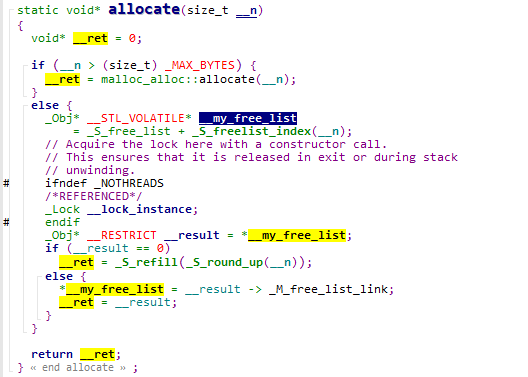 static void* allocate(size_t __n)
{
  void* __ret = 0;

  if (__n > (size_t) _MAX_BYTES) {
    __ret = malloc_alloc::allocate(__n);
  }
  else {
    _Obj* __STL_VOLATILE* __my_free_list
        = _S_free_list + _S_freelist_index(__n);
    // Acquire the lock here with a constructor call.
    // This ensures that it is released in exit or during stack
    // unwinding.
#   ifndef _NOTHREADS
    /*REFERENCED*/
    _Lock __lock_instance;
#   endif
    _Obj* __RESTRICT __result = *__my_free_list;
    if (__result == 0)
      __ret = _S_refill(_S_round_up(__n));
    else {
      *__my_free_list = __result -> _M_free_list_link;
      __ret = __result;
    }
  }

  return __ret;
} « end allocate » ;